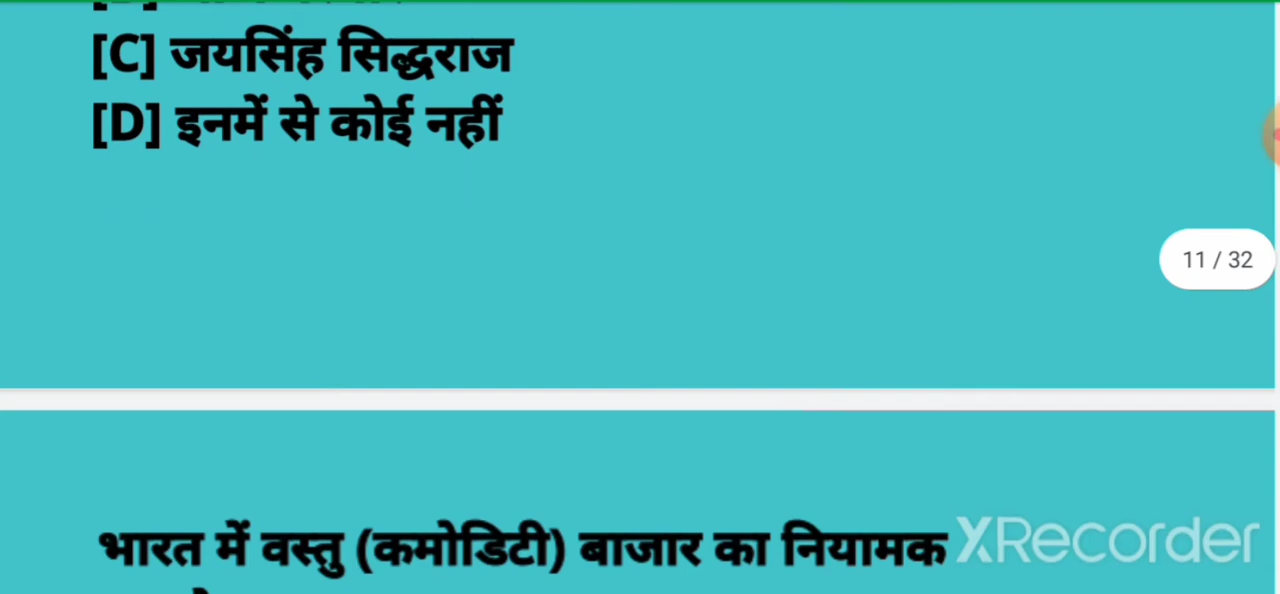 [C] जयसिंह सिद्धराज
[D] इनमें से कोई नहीं
11 / 32
भारत में वस्तु (कमोडिटी) बाजार का नियामक
XRecorder